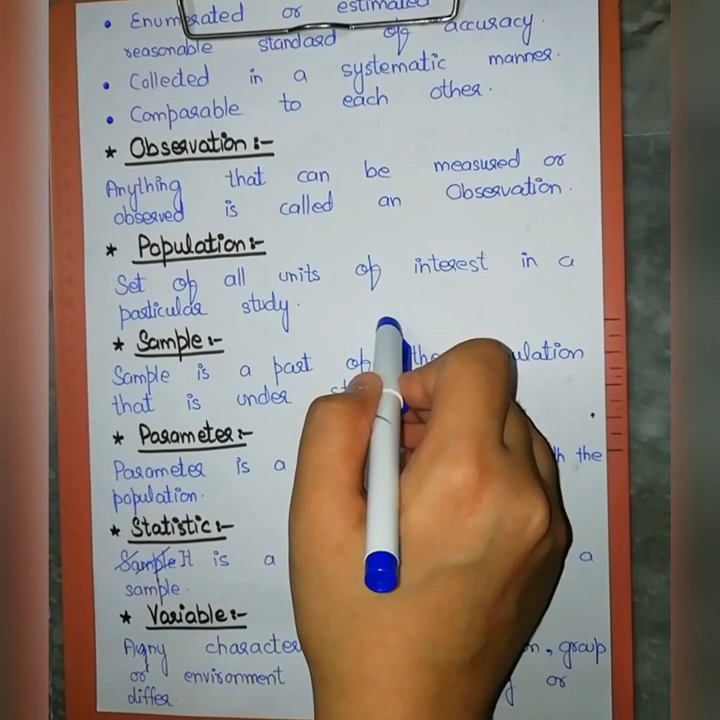 • Enumerated or estimated
reasonable standard of accuracy.
• Collected in a systematic manner.
• Comparable to each other.
* Observation:-
Anything that can be measured or
observed is called an Observation.
* Population:-
Set of all units of interest in a
particular study.
* Sample:-
Sample is a part of the
that is under
* Parameter:-
Parameter is a the
population.
* Statistic:-
Sample It is a a
sample.
* Variable:-
group
or environment or
differ